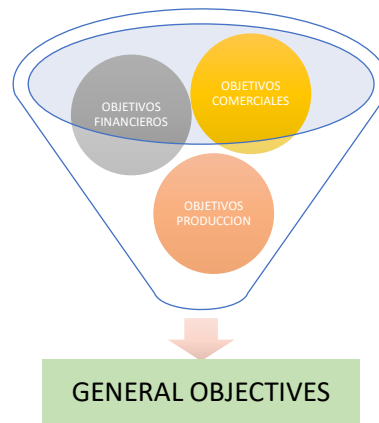 OBJETIVOS
FINANCIEROS
OBJETIVOS
COMERCIALES
OBJETIVOS
PRODUCCION
GENERAL OBJECTIVES